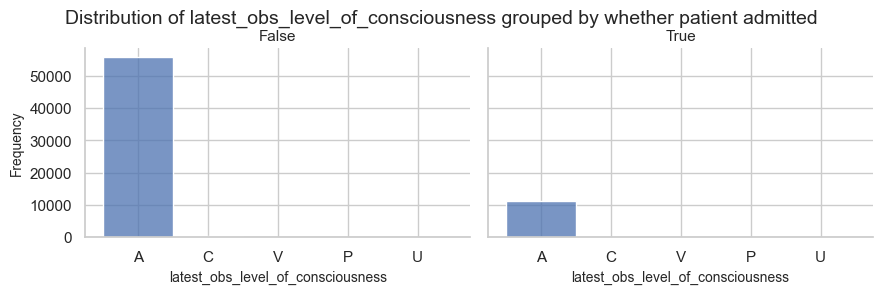 Distribution of latest_obs_level_of_consciousness grouped by whether patient admitted
False
True
Frequency
50000
40000
30000
20000
10000
0
A C V P U
A C V P U
latest_obs_level_of_consciousness
latest_obs_level_of_consciousness